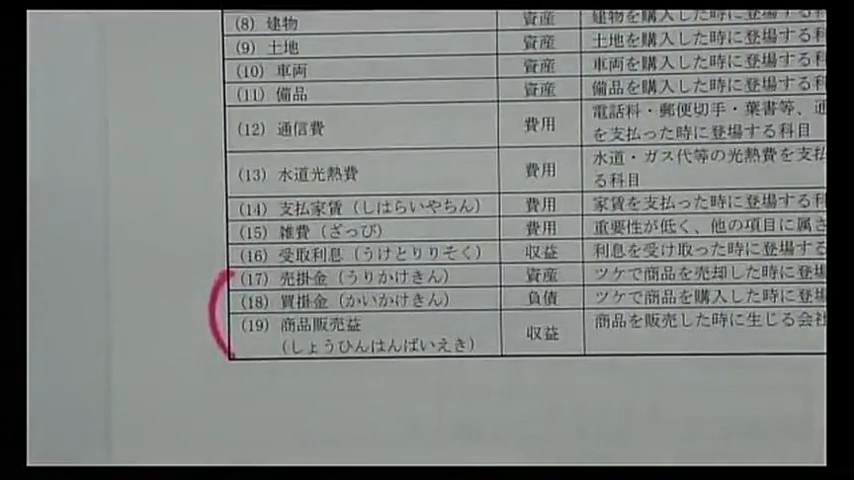 (8) 建物 資産 建物を購入した時に登場する科
(9) 土地 資産 土地を購入した時に登場する科
(10) 車両 資産 車両を購入した時に登場する科
(11) 備品 資産 備品を購入した時に登場する科
(12) 通信費 費用 電話料・郵便切手・葉書等、通
を支払った時に登場する科目
(13) 水道光熱費 費用 水道・ガス代等の光熱費を支払
る科目
(14) 支払家賃（しはらいやちん） 費用 家賃を支払った時に登場する科
(15) 雑費（ざっぴ） 費用 重要性が低く、他の項目に属さ
(16) 受取利息（うけとりりそく） 収益 利息を受け取った時に登場する
(17) 売掛金（うりかけきん） 資産 ツケで商品を売却した時に登場
(18) 買掛金（かいかけきん） 負債 ツケで商品を購入した時に登場
(19) 商品販売益 収益 商品を販売した時に生じる会社
（しょうひんはんばいえき）